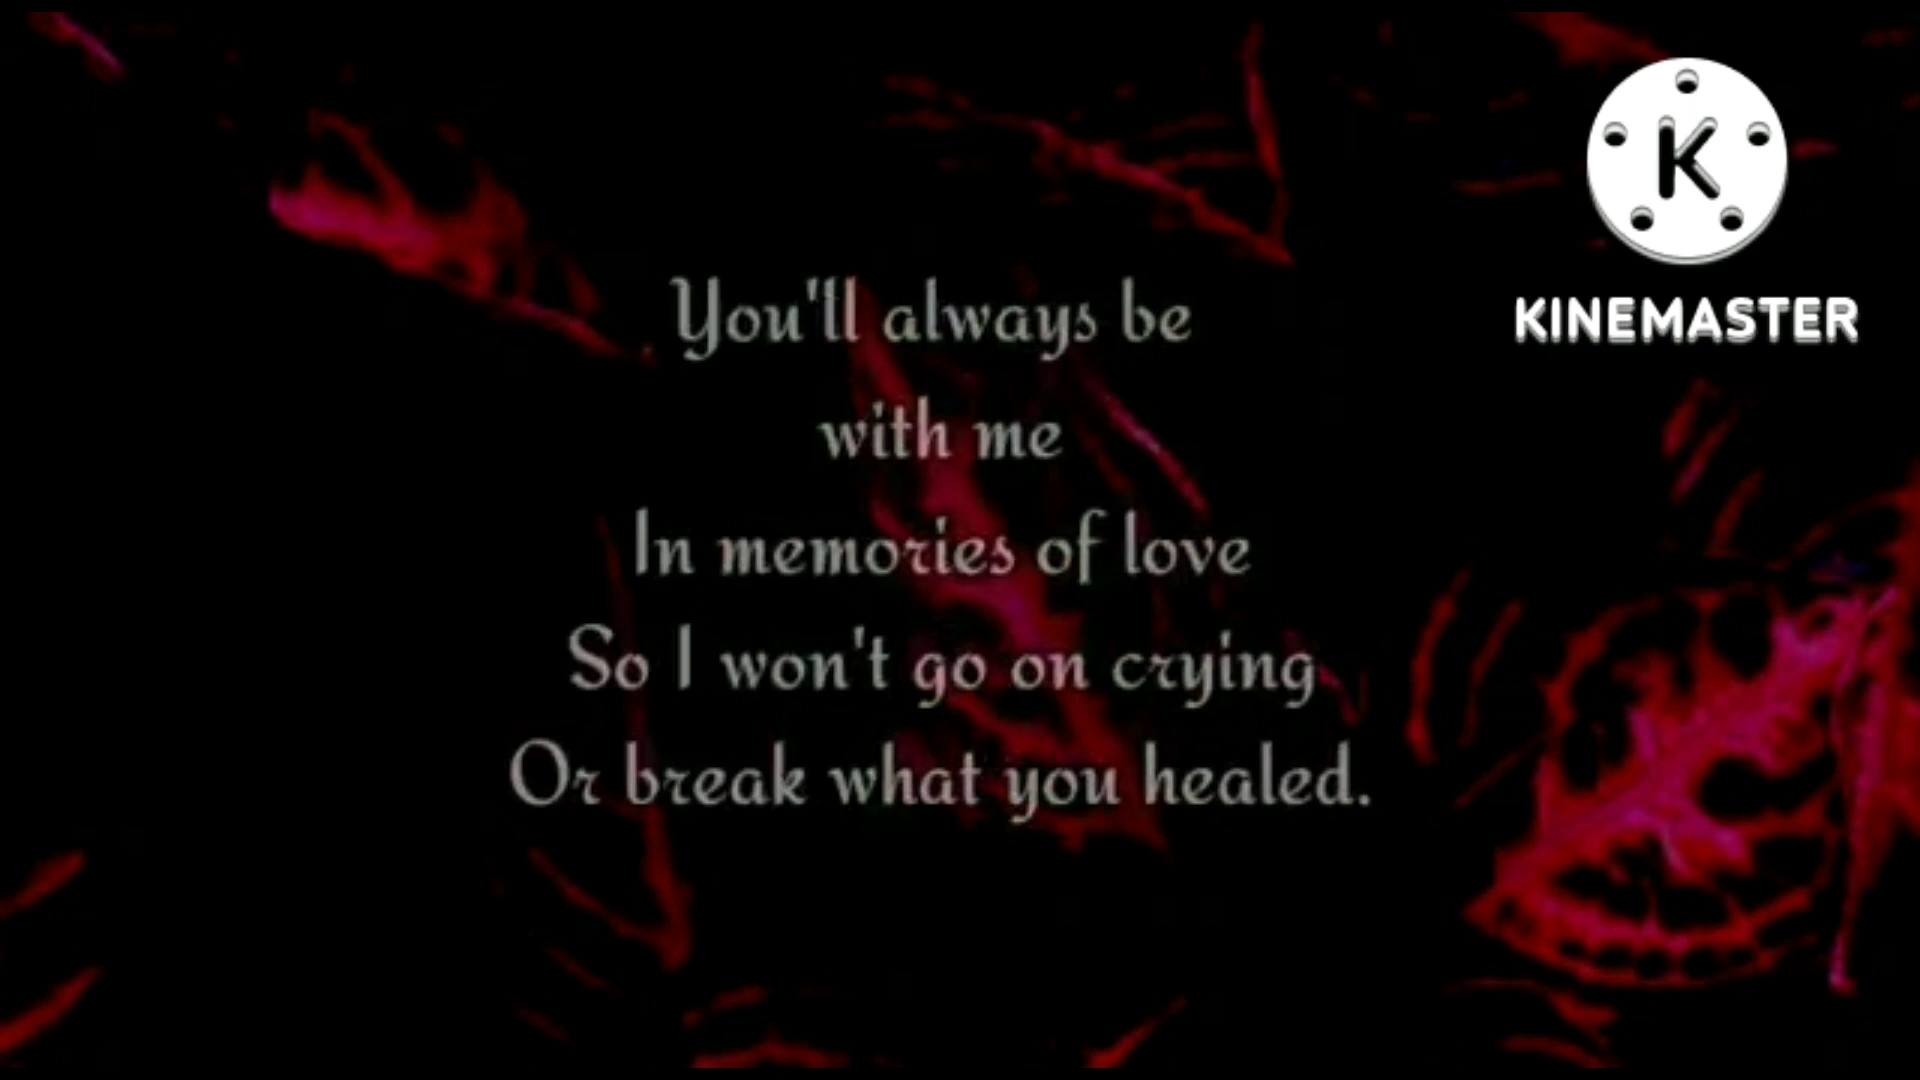 You'll always be
with me
In memories of love
So I won't go on crying
Or break what you healed.
K
KINEMASTER